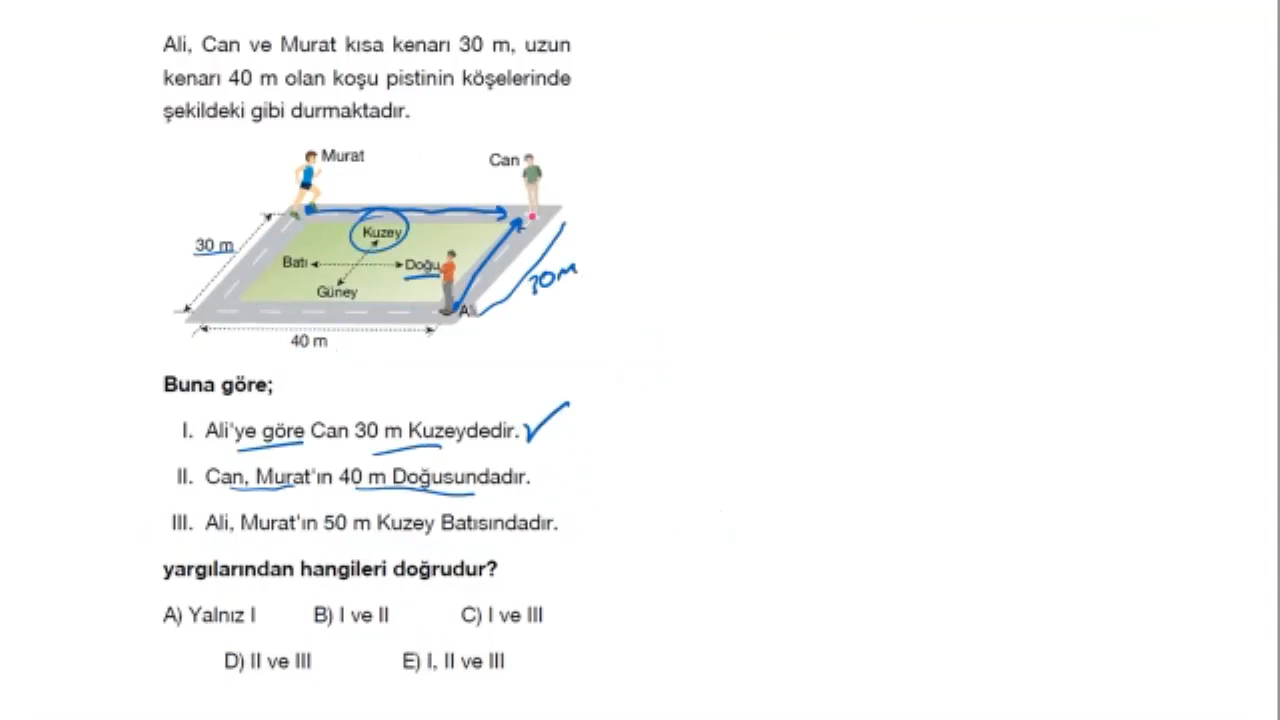 Ali, Can ve Murat kısa kenarı 30 m, uzun
kenarı 40 m olan koşu pistinin köşelerinde
şekildeki gibi durmaktadır.
Murat
Can
Kuzey
30 m
Batı
Doğu
30m
Güney
Ali
40 m
Buna göre;
I. Ali'ye göre Can 30 m Kuzeydedir.
II. Can, Murat'ın 40 m Doğusundadır.
III. Ali, Murat'ın 50 m Kuzey Batısındadır.
yargılarından hangileri doğrudur?
A) Yalnız I B) I ve II C) I ve III
D) II ve III E) I, II ve III